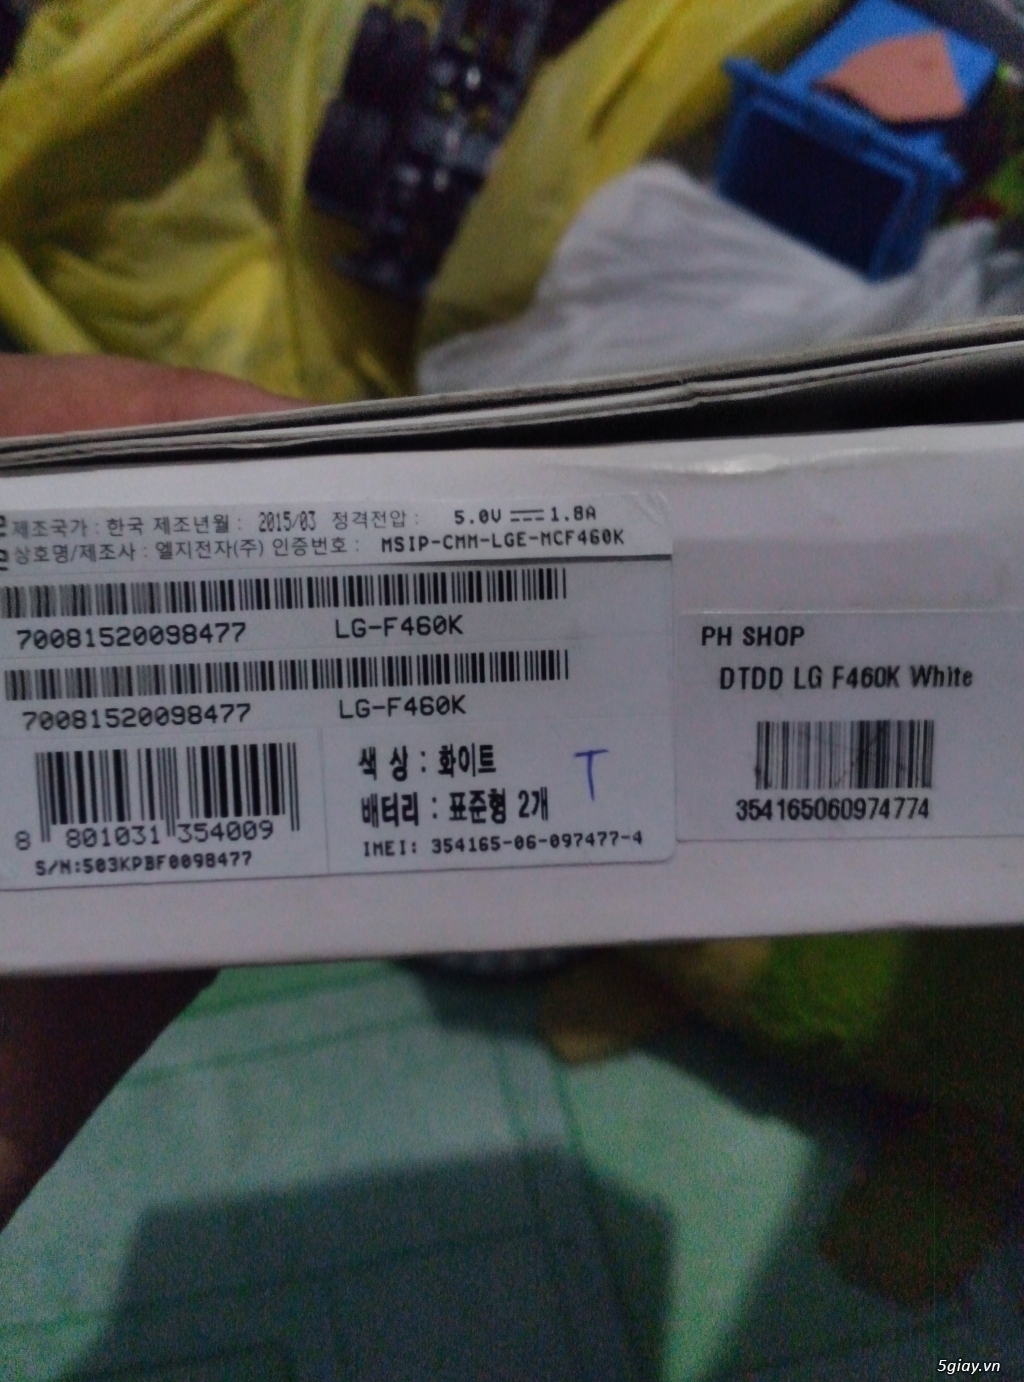 제조국가 : 한국 제조년월 : 2015/03 정격전압 : 5.0V 1.8A
상호명/제조사 : 엘지전자(주) 인증번호 : MSIP-CMM-LGE-MCF460K
70081520098477 LG-F460K
70081520098477 LG-F460K
색 상 : 화이트
T
배터리 : 표준형 2개
8 801031 354009
IMEI: 354165-06-097477-4
S/N:503KPBF0098477
PH SHOP
DTDD LG F460K White
354165060974774
5giay.vn